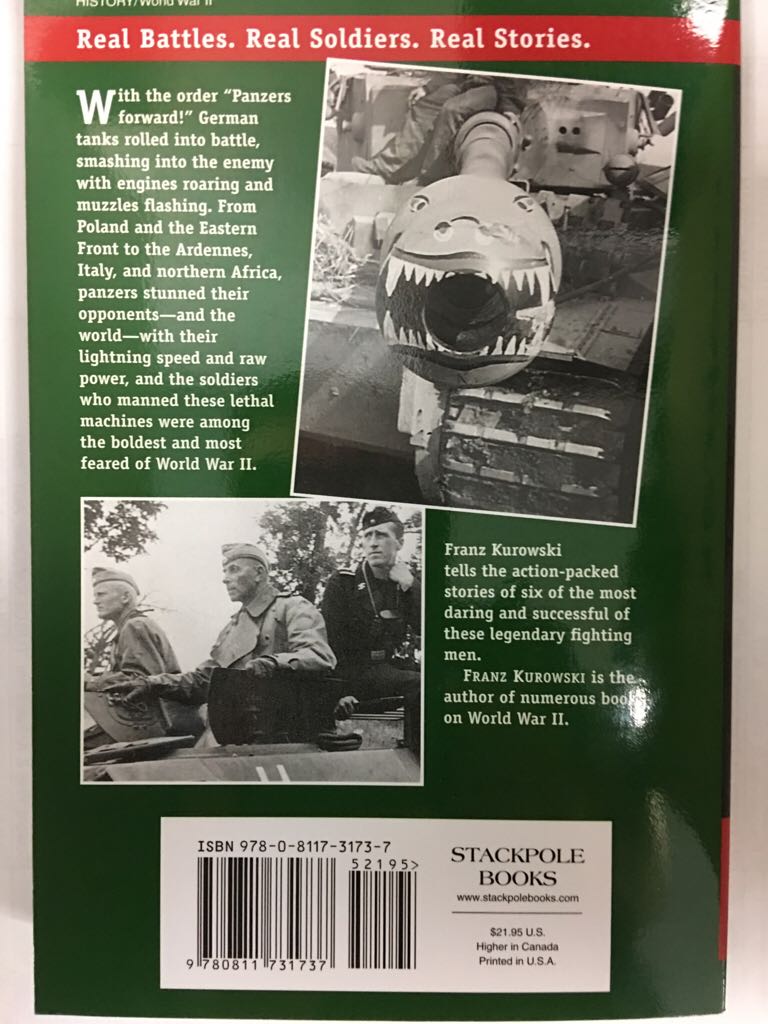 HISTORY/World War II
Real Battles. Real Soldiers. Real Stories.
With the order “Panzers
forward!” German
tanks rolled into battle,
smashing into the enemy
with engines roaring and
muzzles flashing. From
Poland and the Eastern
Front to the Ardennes,
Italy, and northern Africa,
panzers stunned their
opponents—and the
world—with their
lightning speed and raw
power, and the soldiers
who manned these lethal
machines were among
the boldest and most
feared of World War II.
Franz Kurowski
tells the action-packed
stories of six of the most
daring and successful of
these legendary fighting
men.
FRANZ KUROWSKI is the
author of numerous books
on World War II.
ISBN 978-0-8117-3173-7
52195>
9 780811 731737
STACKPOLE
BOOKS
www.stackpolebooks.com
$21.95 U.S.
Higher in Canada
Printed in U.S.A.